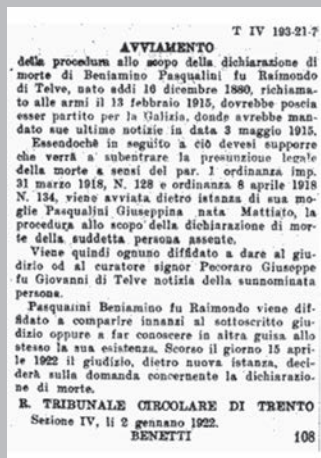 T IV 193-21-7
AVVIAMENTO
della procedura allo scopo della dichiarazione di
morte di Beniamino Pasqualini fu Raimondo
di Telve, nato addì 16 dicembre 1880, richiama-
to alle armi il 13 febbraio 1915, dovrebbe poscia
esser partito per la Galizia, donde avrebbe man-
dato sue ultime notizie in data 3 maggio 1915.
Essendochè in seguito a ciò devesi supporre
che verrà a subentrare la presunzione legale
della morte a sensi del par. 1 ordinanza imp.
31 marzo 1918, N. 128 e ordinanza 8 aprile 1918
N. 134, viene avviata dietro istanza di sua mo-
glie Pasqualini Giuseppina nata Mattiato, la
procedura allo scopo della dichiarazione di mor-
te della suddetta persona assente.
Viene quindi ognuno diffidato a dare al giu-
dizio od al curatore signor Pecoraro Giuseppe
fu Giovanni di Telve notizia della sunnominata
persona.
Pasqualini Beniamino fu Raimondo viene dif-
fidato a comparire innanzi al sottoscritto giu-
dizio oppure a far conoscere in altra guisa allo
stesso la sua esistenza. Scorso il giorno 15 apri-
le 1922 il giudizio, dietro nuova istanza, deci-
derà sulla domanda concernente la dichiarazio-
ne di morte.
R. TRIBUNALE CIRCOLARE DI TRENTO
Sezione IV, li 2 gennaro 1922.
BENETTI 108